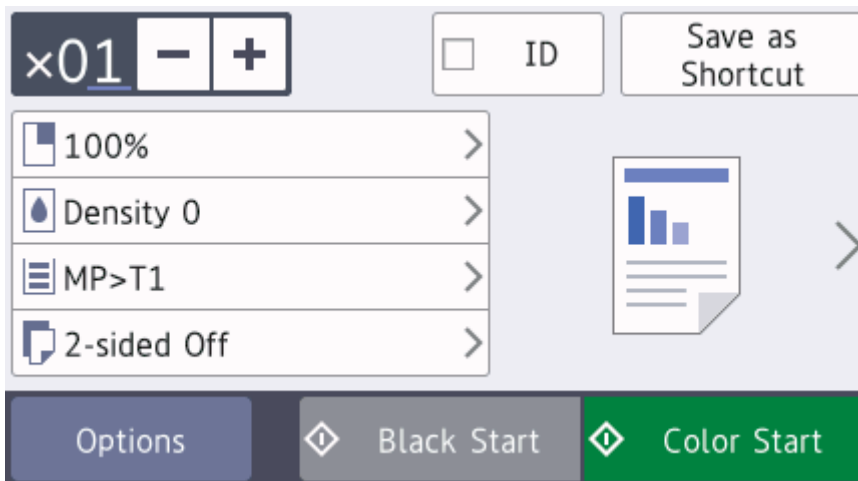 ×01 − +
ID
Save as
Shortcut
100%
Density 0
MP>T1
2-sided Off
Options
Black Start
Color Start